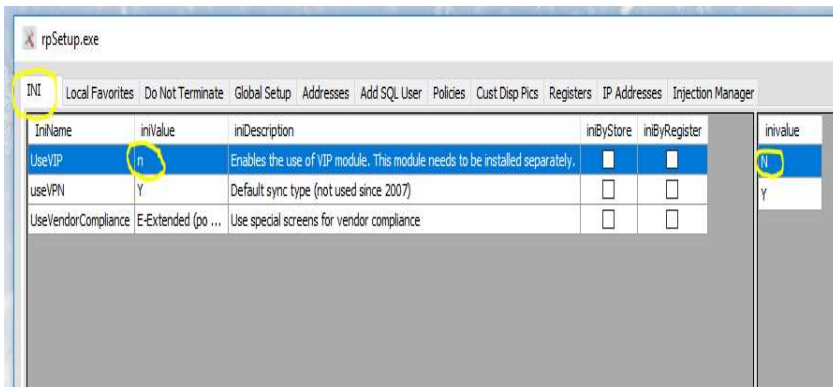 rpSetup.exe
INI Local Favorites Do Not Terminate Global Setup Addresses Add SQL User Policies Cust Disp Pics Registers IP Addresses Injection Manager
IniName iniValue iniDescription iniByStore iniByRegister inivalue
UseVIP n Enables the use of VIP module. This module needs to be installed separately. N
useVPN Y Default sync type (not used since 2007) Y
UseVendorCompliance E-Extended (po ... Use special screens for vendor compliance